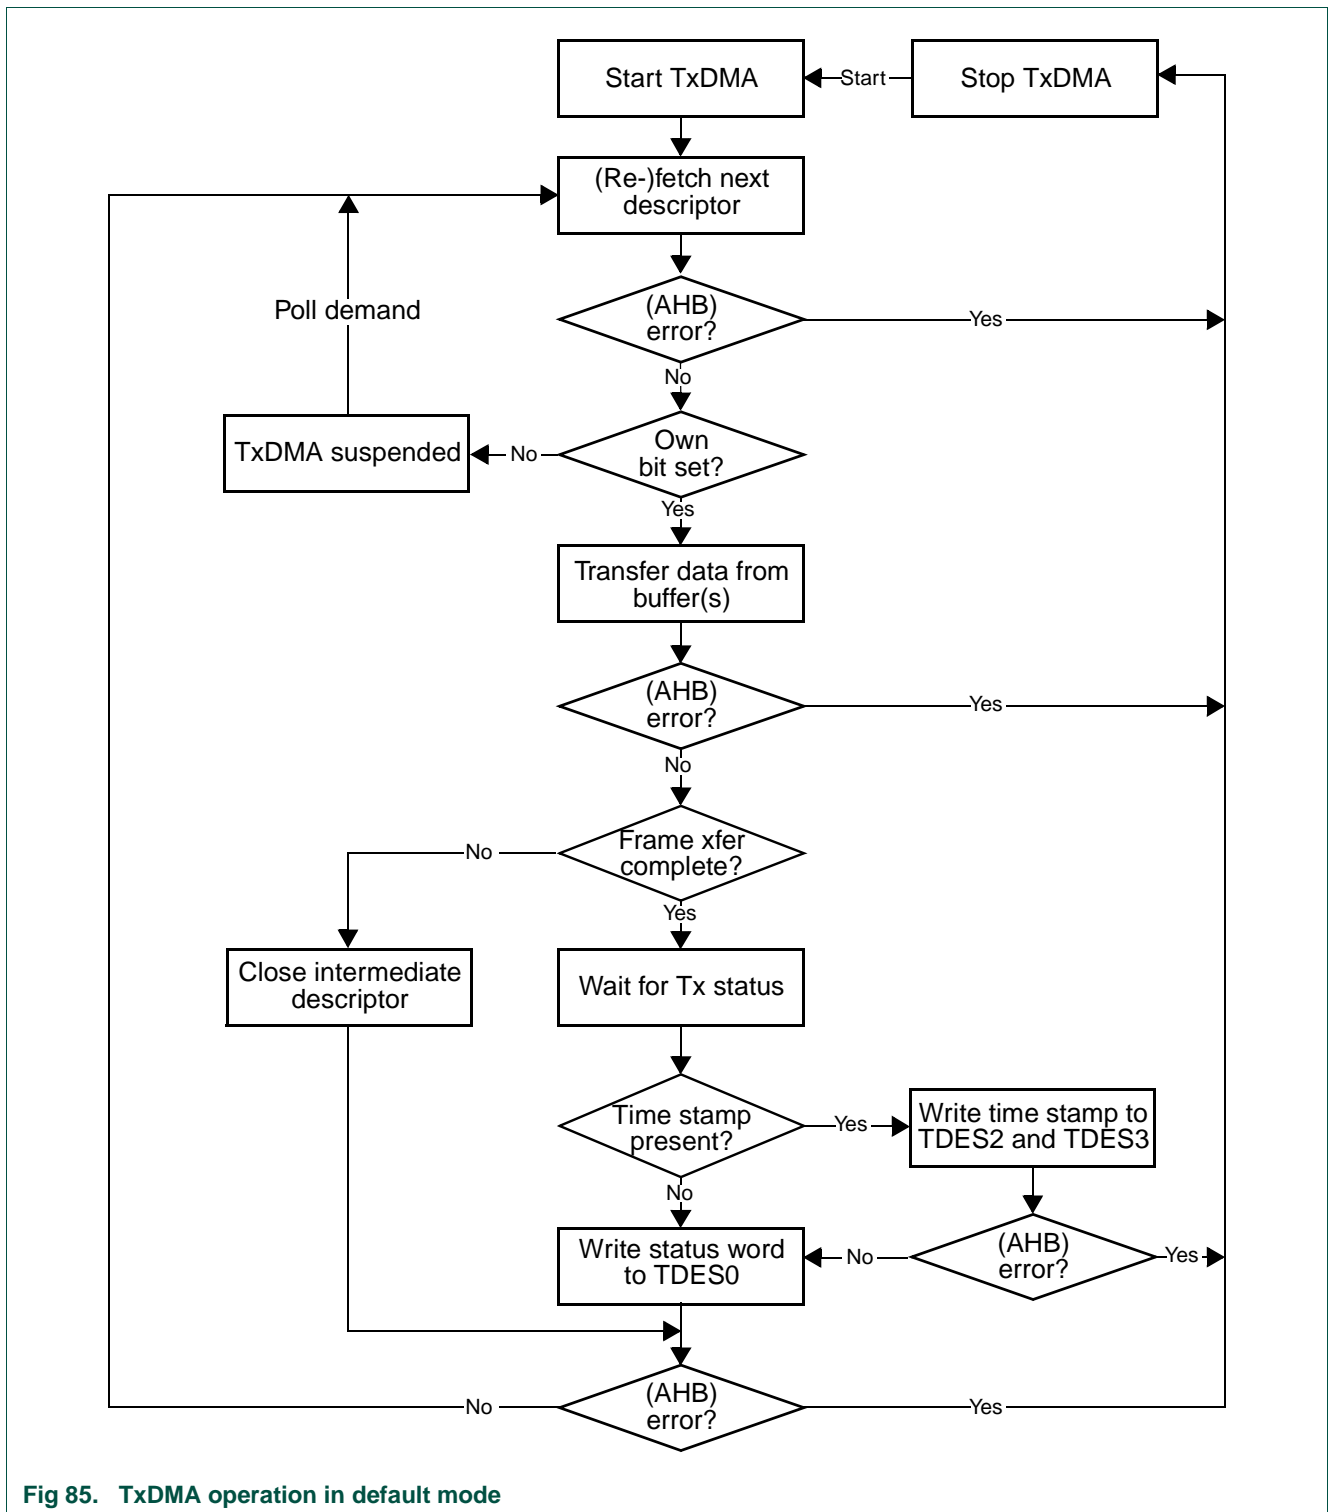 Start TxDMA
Start
Stop TxDMA
(Re-)fetch next
descriptor
Poll demand
(AHB)
error?
Yes
No
TxDMA suspended
No
Own
bit set?
Yes
Transfer data from
buffer(s)
(AHB)
error?
Yes
No
No
Frame xfer
complete?
Yes
Close intermediate
descriptor
Wait for Tx status
Time stamp
present?
Yes
Write time stamp to
TDES2 and TDES3
No
Write status word
to TDES0
No
(AHB)
error?
Yes
No
(AHB)
error?
Yes
Fig 85. TxDMA operation in default mode